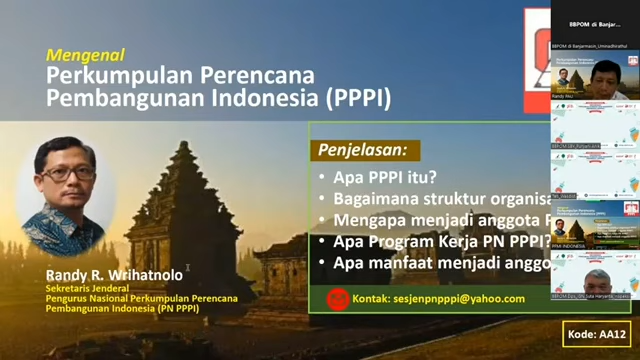 Mengenal
Perkumpulan Perencana
Pembangunan Indonesia (PPPI)
Randy R. Wrihatnolo
Sekretaris Jenderal
Pengurus Nasional Perkumpulan Perencana
Pembangunan Indonesia (PN PPPI)
Penjelasan:
• Apa PPPI itu?
• Bagaimana struktur organisa
• Mengapa menjadi anggota P
• Apa Program Kerja PN PPPI?
• Apa manfaat menjadi anggo
Kontak: sesjenpnpppi@yahoo.com
Kode: AA12
BBPOM di Banjar...